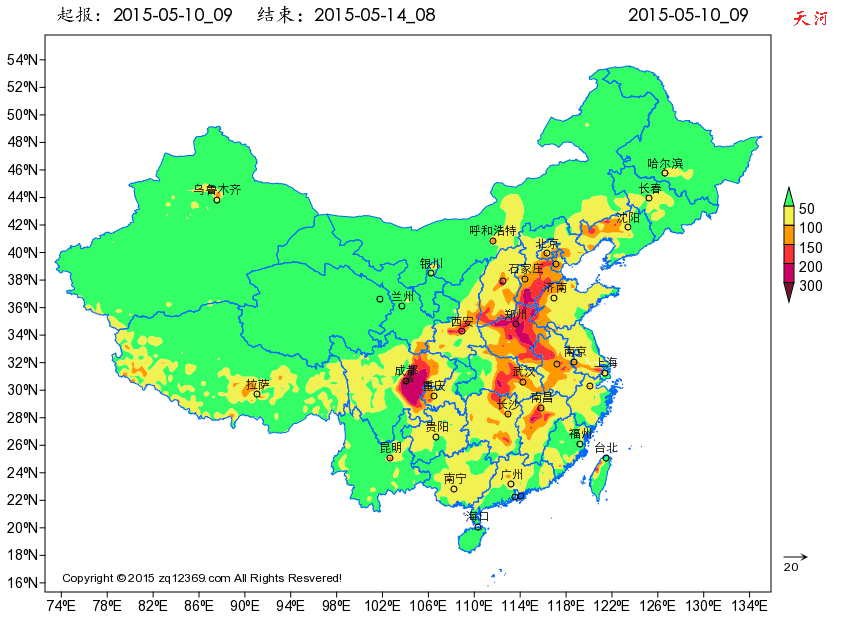 起报：2015-05-10_09 结束：2015-05-14_08 2015-05-10_09 天河
54°N
52°N
50°N
48°N
46°N
44°N
42°N
40°N
38°N
36°N
34°N
32°N
30°N
28°N
26°N
24°N
22°N
20°N
18°N
16°N
哈尔滨
乌鲁木齐
长春
沈阳
呼和浩特
北京
银川
石家庄
兰州
济南
西安
郑州
南京
上海
成都
武汉
拉萨
重庆
长沙
南昌
贵阳
福州
昆明
台北
南宁
广州
海口
50
100
150
200
300
20
Copyright © 2015 zq12369.com All Rights Resvered!
74°E 78°E 82°E 86°E 90°E 94°E 98°E 102°E 106°E 110°E 114°E 118°E 122°E 126°E 130°E 134°E